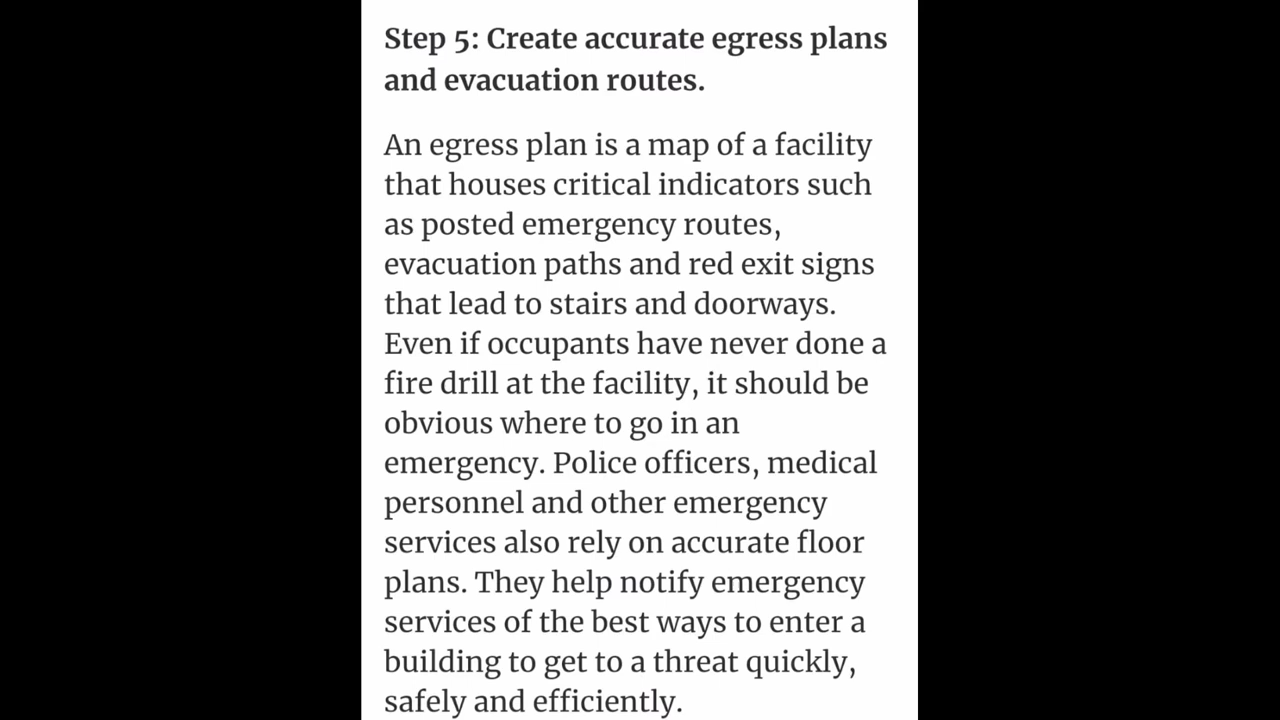 Step 5: Create accurate egress plans
and evacuation routes.
An egress plan is a map of a facility
that houses critical indicators such
as posted emergency routes,
evacuation paths and red exit signs
that lead to stairs and doorways.
Even if occupants have never done a
fire drill at the facility, it should be
obvious where to go in an
emergency. Police officers, medical
personnel and other emergency
services also rely on accurate floor
plans. They help notify emergency
services of the best ways to enter a
building to get to a threat quickly,
safely and efficiently.